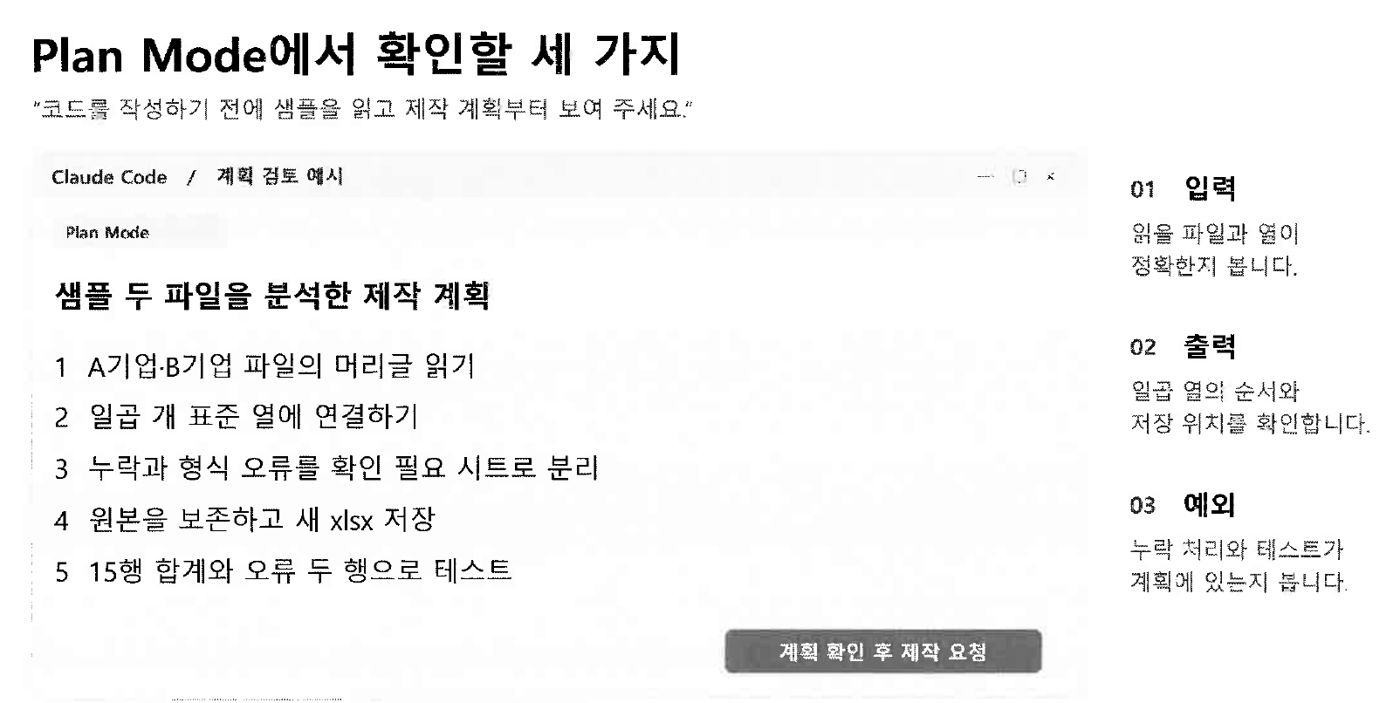 Plan Mode에서 확인할 세 가지
"코드를 작성하기 전에 샘플을 읽고 제작 계획부터 보여 주세요."
Claude Code / 계획 검토 예시
Plan Mode
샘플 두 파일을 분석한 제작 계획
1 A기업·B기업 파일의 머리글 읽기
2 일곱 개 표준 열에 연결하기
3 누락과 형식 오류를 확인 필요 시트로 분리
4 원본을 보존하고 새 xlsx 저장
5 15행 합계와 오류 두 행으로 테스트
계획 확인 후 제작 요청
01 입력
읽을 파일과 열이
정확한지 봅니다.
02 출력
일곱 열의 순서와
저장 위치를 확인합니다.
03 예외
누락 처리와 테스트가
계획에 있는지 봅니다.